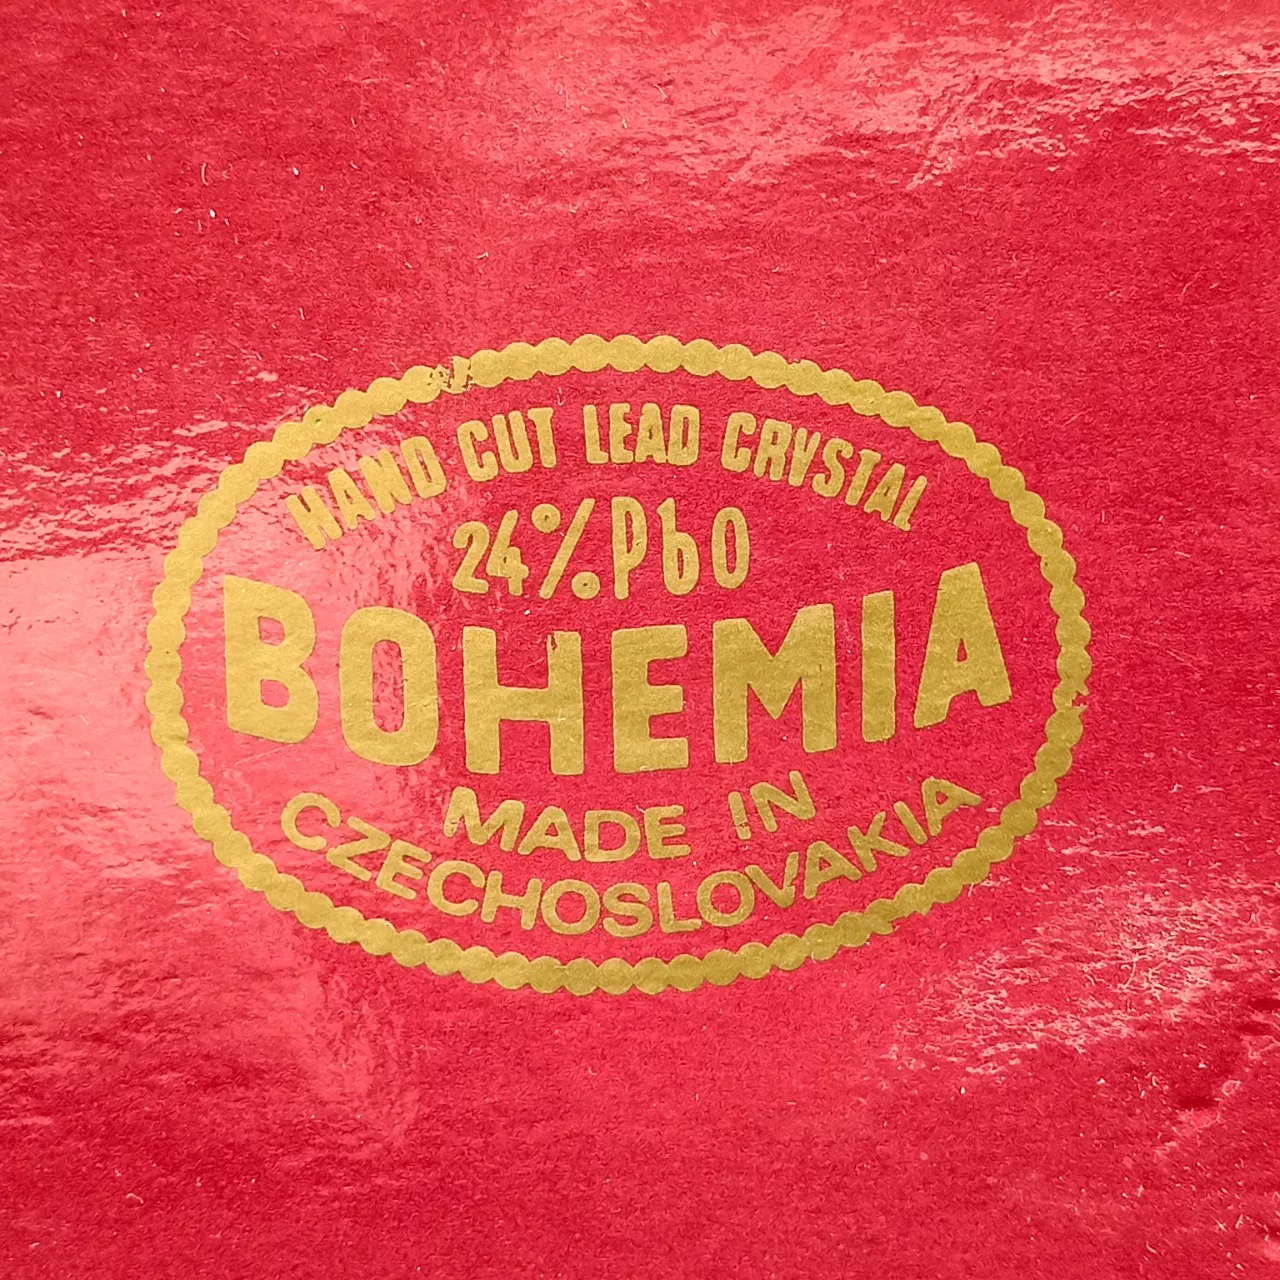 HAND CUT LEAD CRYSTAL
24% PbO
BOHEMIA
MADE IN
CZECHOSLOVAKIA